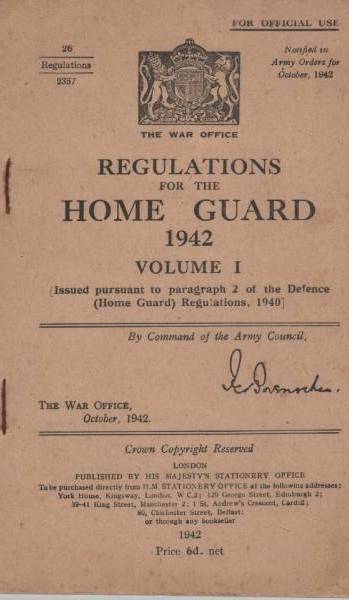 FOR OFFICIAL USE
26
Regulations
2357
Notified in
Army Orders for
October, 1942
THE WAR OFFICE
REGULATIONS
FOR THE
HOME GUARD
1942
VOLUME I
[Issued pursuant to paragraph 2 of the Defence
(Home Guard) Regulations, 1940]
By Command of the Army Council,
THE WAR OFFICE,
October, 1942.
Crown Copyright Reserved
LONDON
PUBLISHED BY HIS MAJESTY'S STATIONERY OFFICE
To be purchased directly from H.M STATIONERY OFFICE at the following addresses:
York House, Kingsway, London, W C.2; 120 George Street, Edinburgh 2;
39-41 King Street, Manchester 2; 1 St. Andrew's Crescent, Cardiff;
80, Chichester Street, Belfast;
or through any bookseller
1942
Price 6d. net